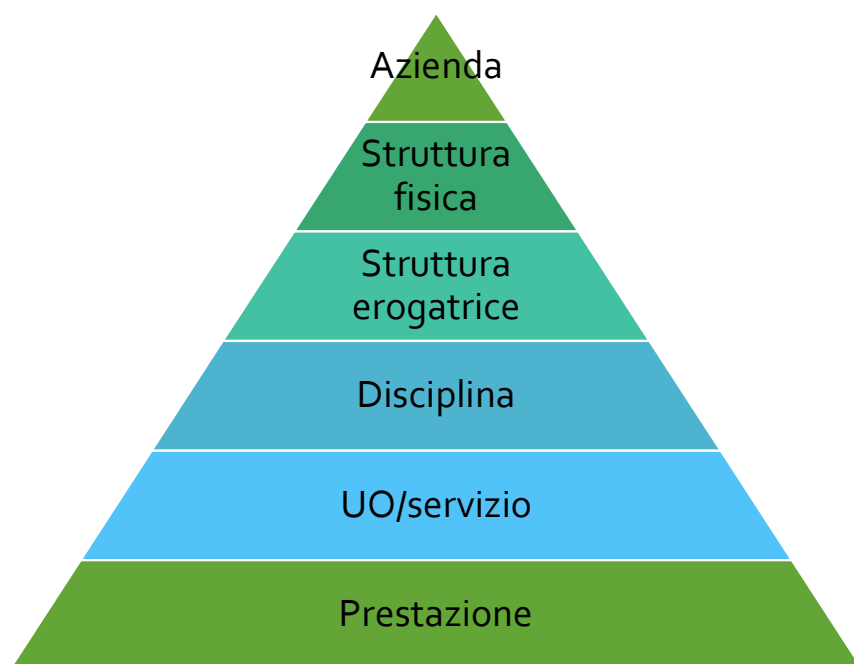 Azienda
Struttura
fisica
Struttura
erogatrice
Disciplina
UO/servizio
Prestazione